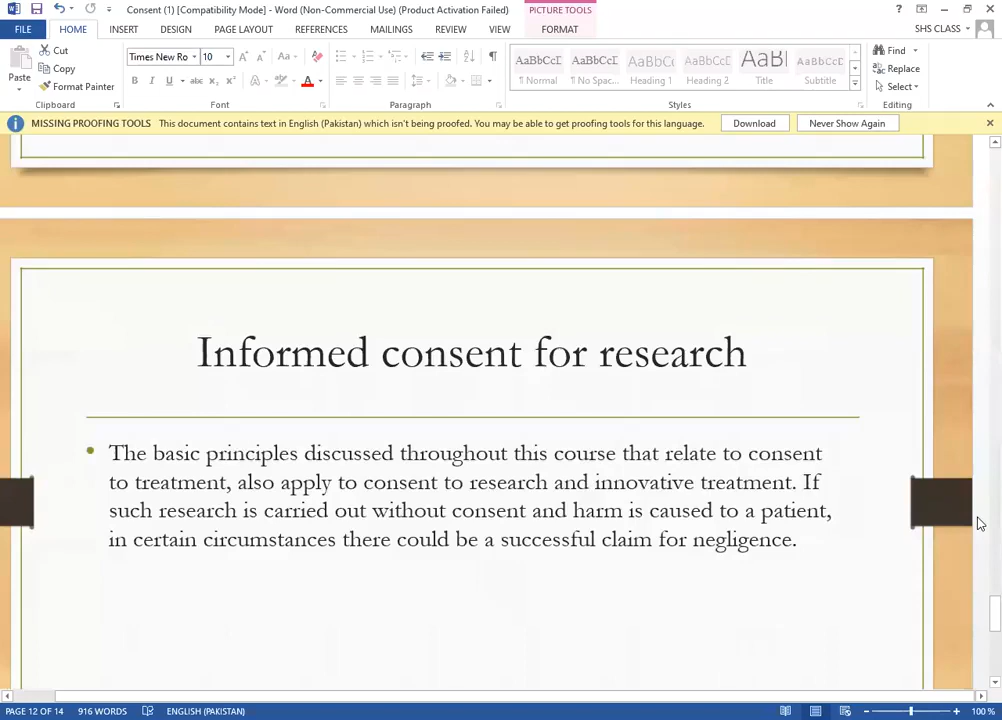 Consent (1) [Compatibility Mode] - Word (Non-Commercial Use) (Product Activation Failed)
PICTURE TOOLS
FILE HOME INSERT DESIGN PAGE LAYOUT REFERENCES MAILINGS REVIEW VIEW FORMAT
SHS CLASS
Paste
Cut
Copy
Format Painter
Clipboard
Times New Ro 10
Font
Paragraph
AaBbCcDc AaBbCcDc AaBbC AaBbCcD AaB AaBbCcD
¶ Normal ¶ No Spac... Heading 1 Heading 2 Title Subtitle
Styles
Find
Replace
Select
Editing
MISSING PROOFING TOOLS This document contains text in English (Pakistan) which isn't being proofed. You may be able to get proofing tools for this language. Download Never Show Again
Informed consent for research
• The basic principles discussed throughout this course that relate to consent
to treatment, also apply to consent to research and innovative treatment. If
such research is carried out without consent and harm is caused to a patient,
in certain circumstances there could be a successful claim for negligence.
PAGE 12 OF 14 916 WORDS ENGLISH (PAKISTAN) 100 %